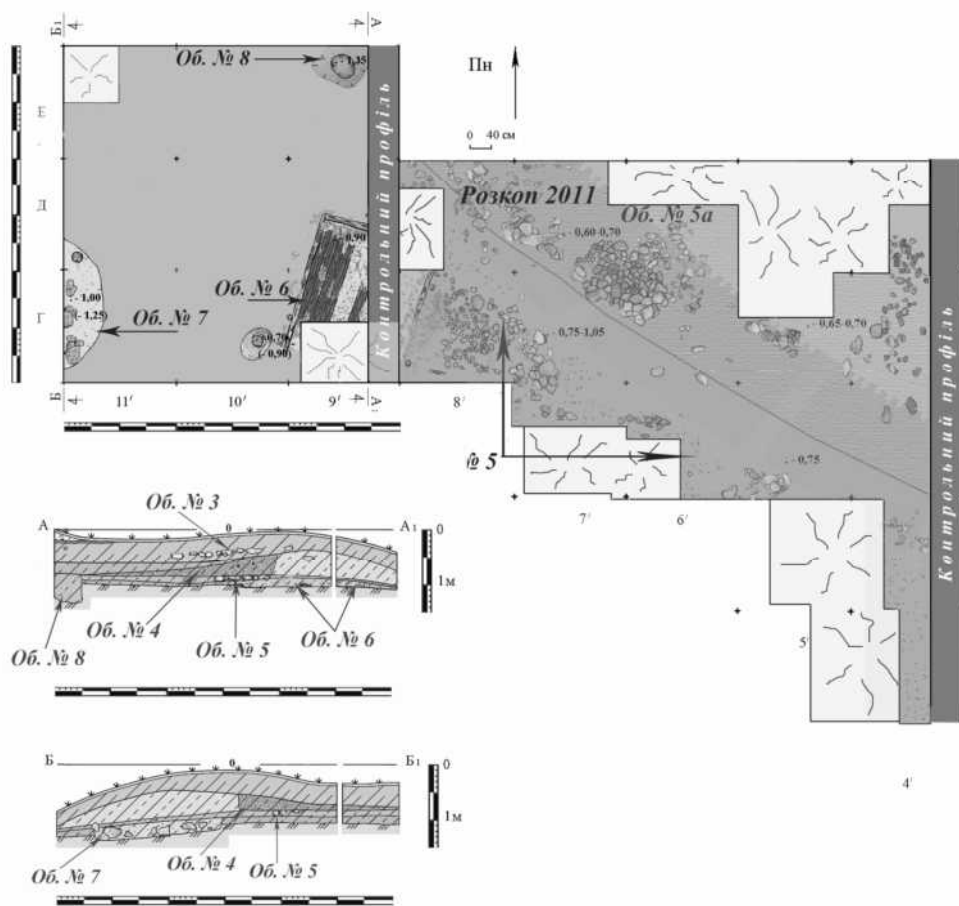 Б₁
4
4
А
Об. № 8
- 1,15
Пн
0 40 см
Е
Д
Г
Контрольний профіль
Розкоп 2011
Об. № 5а
- 0,60-0,70
- 0,90
Об. № 6
- 1,00
(- 1,25)
Об. № 7
- 0,70
(- 0,90)
- 0,75-1,05
- 0,65-0,70
Контрольний профіль
Б
4
4
11'
10'
9'
8'
№ 5
- 0,75
7'
6'
Об. № 3
А
0
А₁
0
1м
Об. № 4
Об. № 5
Об. № 6
Об. № 8
5'
Б
0
Б₁
0
1м
4'
Об. № 4
Об. № 7
Об. № 5